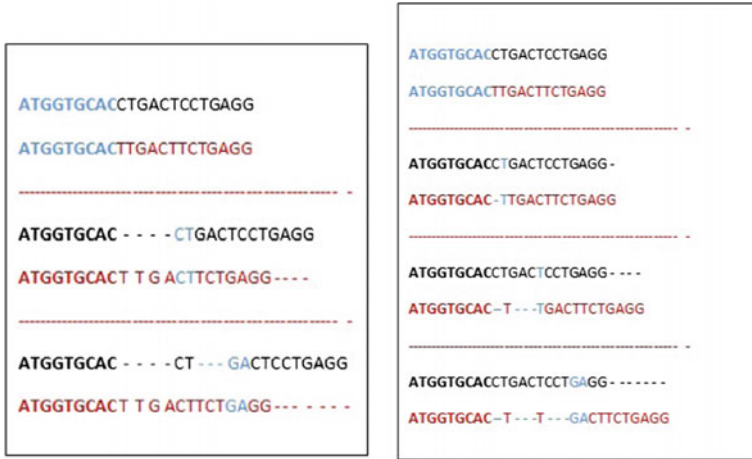 ATGGTGCACCTGACTCCTGAGG
ATGGTGCACTTGACTTCTGAGG
ATGGTGCAC - - - - CTGACTCCTGAGG
ATGGTGCACT T G ACTTCTGAGG----
ATGGTGCAC - - - - CT ---GACTCCTGAGG
ATGGTGCACT T G ACTTCTGAGG-- - - - - -
ATGGTGCACCTGACTCCTGAGG
ATGGTGCACTTGACTTCTGAGG
ATGGTGCACCTGACTCCTGAGG-
ATGGTGCAC-TTGACTTCTGAGG
ATGGTGCACCTGACTCCTGAGG----
ATGGTGCAC–T---TGACTTCTGAGG
ATGGTGCACCTGACTCCTGAGG-------
ATGGTGCAC–T---T---GACTTCTGAGG